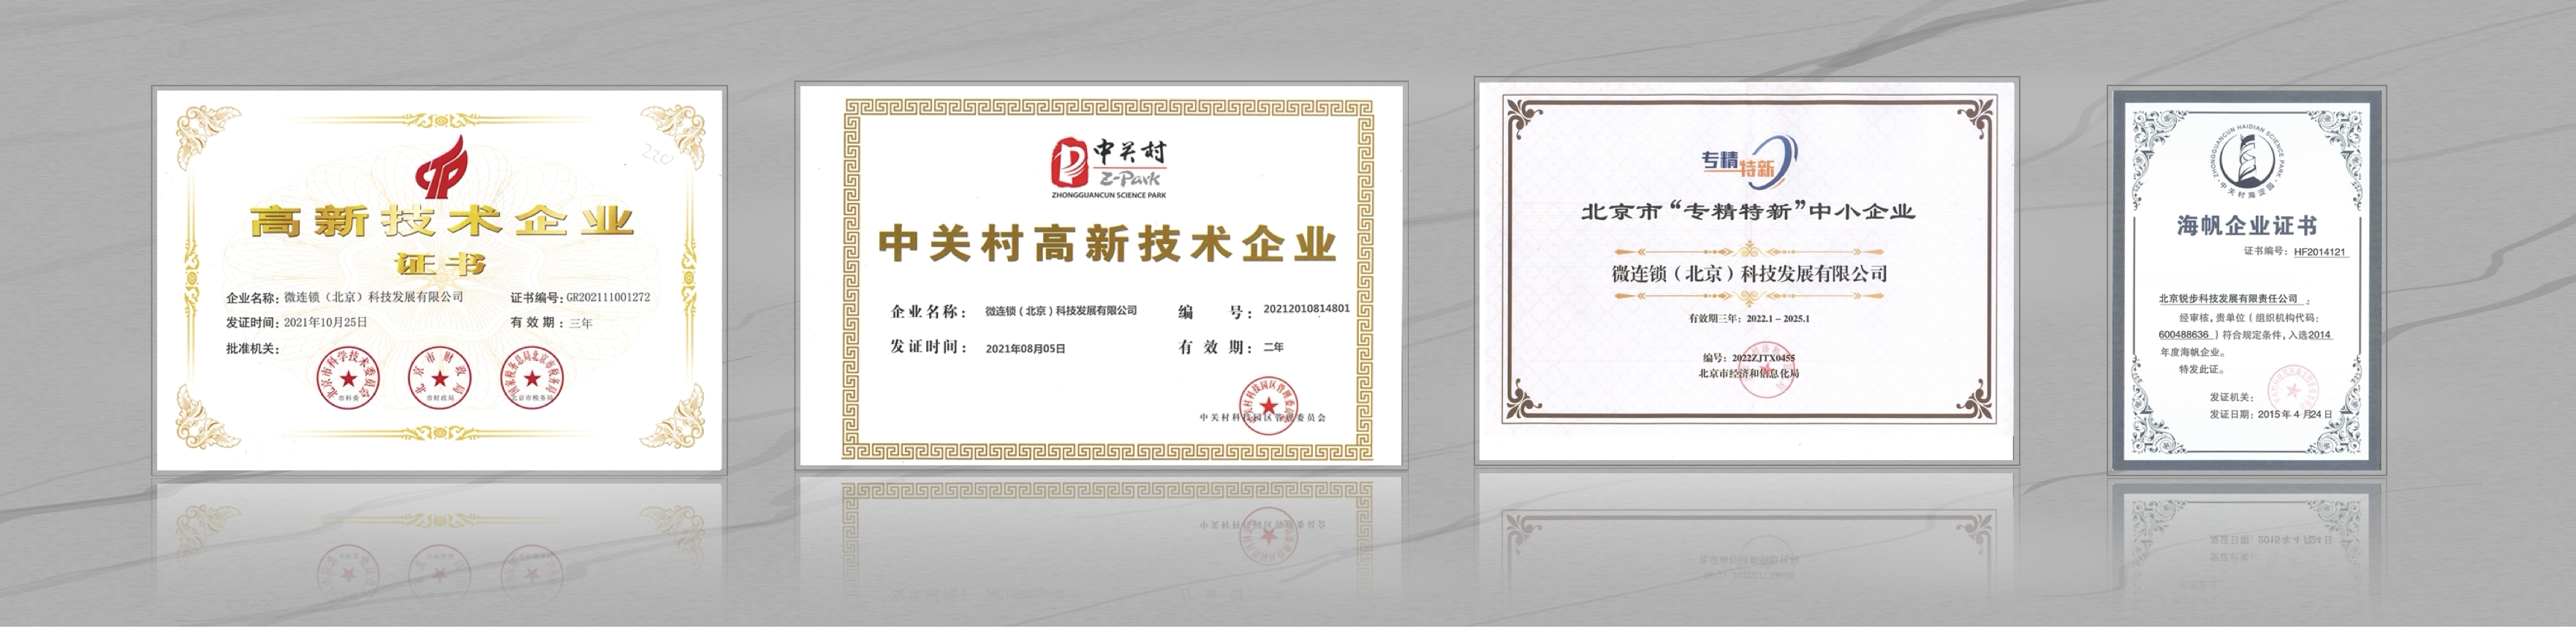 220
高新技术企业
证书
企业名称：微连锁（北京）科技发展有限公司 证书编号：GR202111001272
发证时间：2021年10月25日 有效期：三年
批准机关：
北京市科学技术委员会
市科委
北京市财政局
市财政局
国家税务总局北京市税务局
北京市税务局
中关村
Z-Park
ZHONGGUANCUN SCIENCE PARK
中关村高新技术企业
企业名称：微连锁（北京）科技发展有限公司 编号：20212010814801
发证时间：2021年08月05日 有效期：二年
中关村科技园区管理委员会
专精
特新
北京市“专精特新”中小企业
微连锁（北京）科技发展有限公司
有效期三年：2022.1－2025.1
编号：2022ZJTX0455
北京市经济和信息化局
ZHONGGUANCUN HAIDIAN SCIENCE PARK
中关村海淀园
海帆企业证书
证书编号：HF2014121
北京锐步科技发展有限责任公司：
经审核，贵单位（组织机构代码：
600488636）符合规定条件，入选2014
年度海帆企业。
特发此证。
发证机关：
发证日期：2015年4月24日